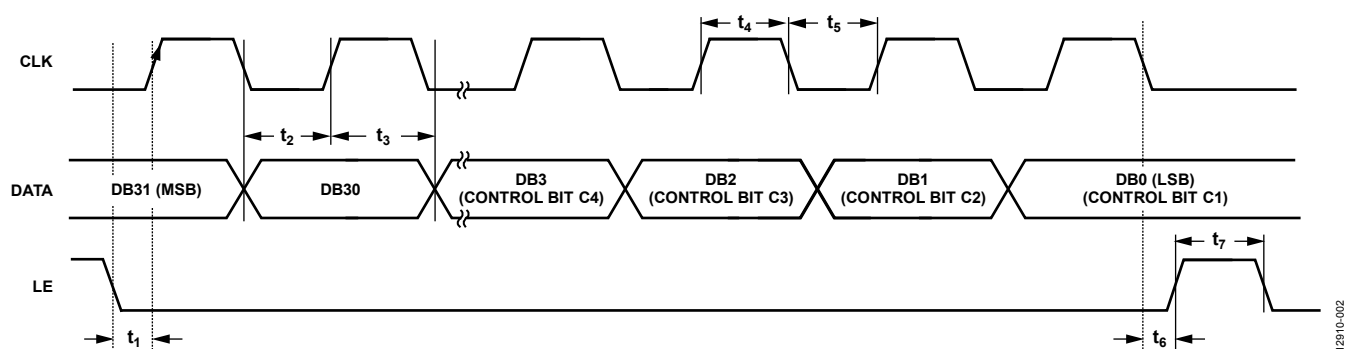 t4
t5
CLK
t2
t3
DATA
DB31 (MSB)
DB30
DB3
(CONTROL BIT C4)
DB2
(CONTROL BIT C3)
DB1
(CONTROL BIT C2)
DB0 (LSB)
(CONTROL BIT C1)
t7
LE
t1
t6
12910-002